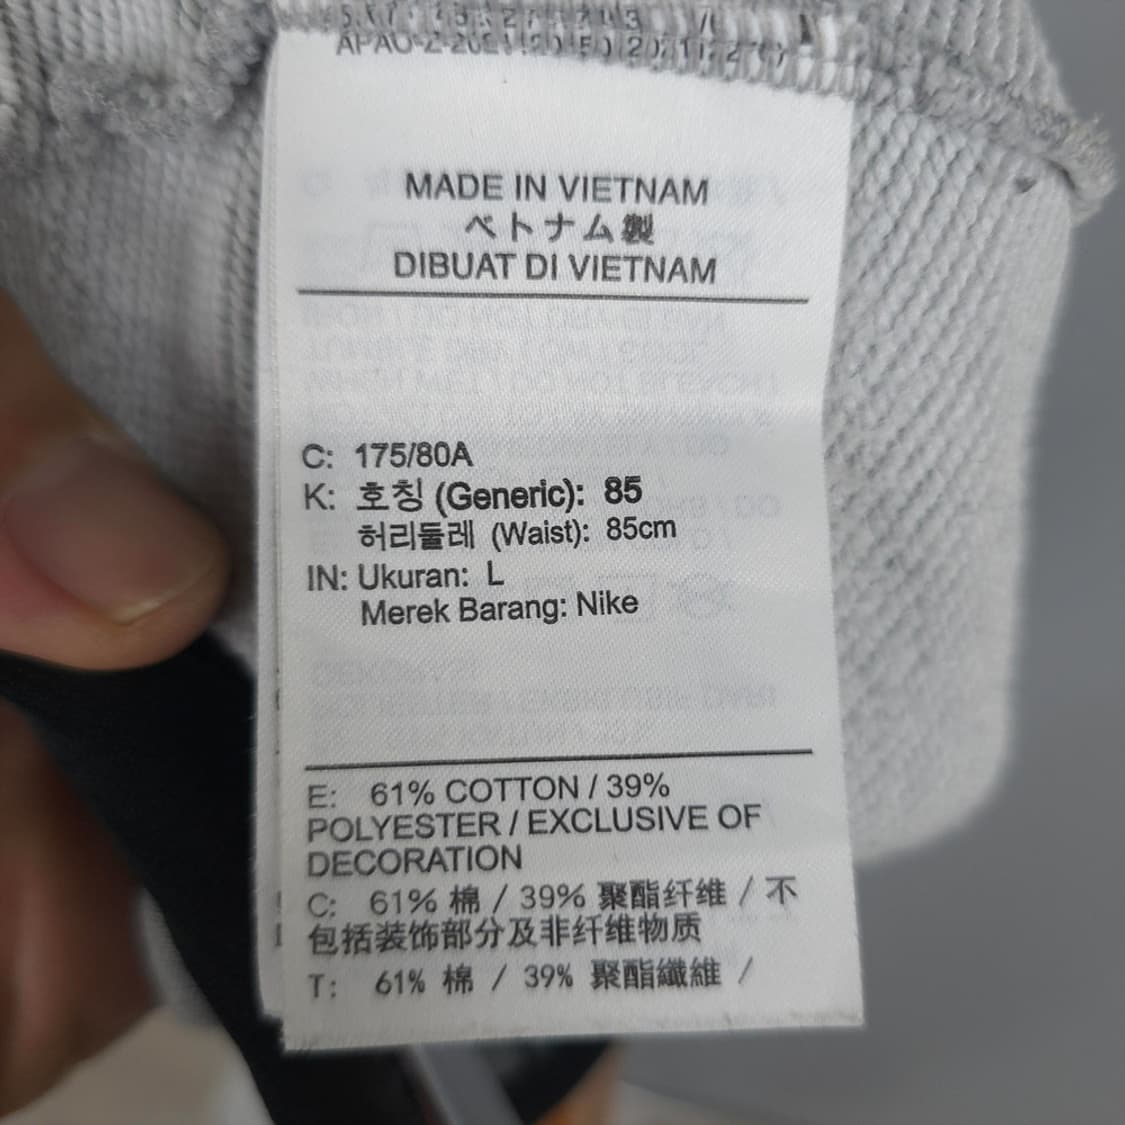 MADE IN VIETNAM
ベトナム製
DIBUAT DI VIETNAM
C: 175/80A
K: 호칭 (Generic): 85
허리둘레 (Waist): 85cm
IN: Ukuran: L
Merek Barang: Nike
E: 61% COTTON / 39%
POLYESTER / EXCLUSIVE OF
DECORATION
C: 61% 棉 / 39% 聚酯纤维 / 不
包括装饰部分及非纤维物质
T: 61% 棉 / 39% 聚酯纖維 /